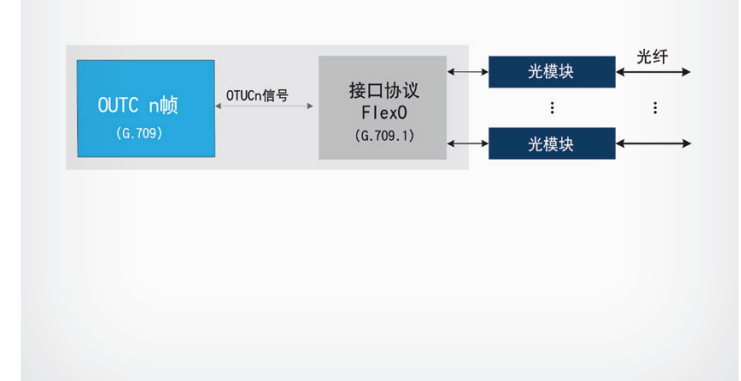 光纤
OUTC n帧
(G.709)
OTUCn信号
接口协议
FlexO
(G.709.1)
光模块
⋮
⋮
光模块